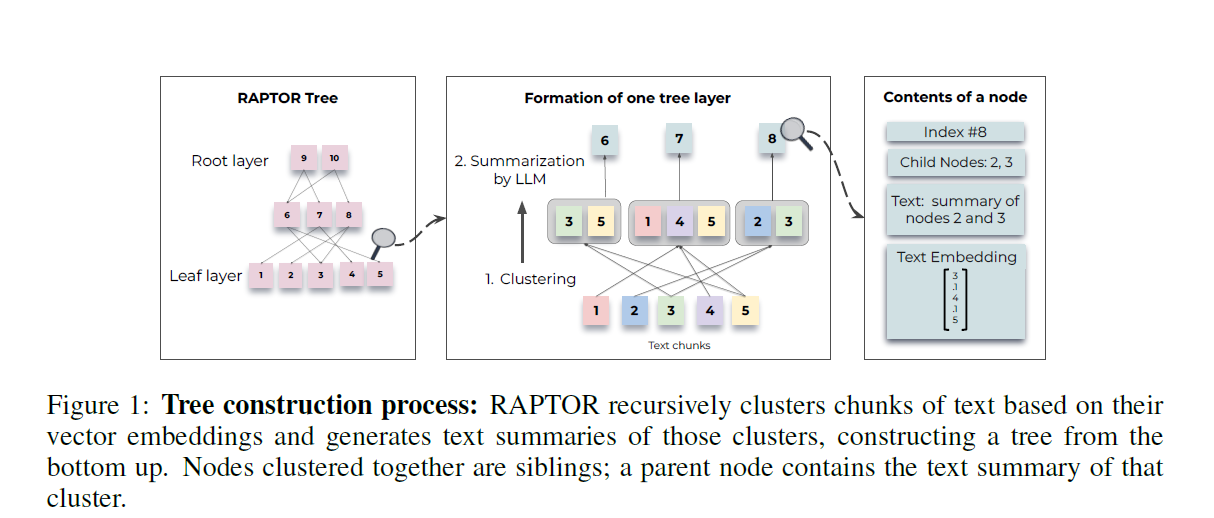 RAPTOR Tree
Root layer
9 10
6 7 8
Leaf layer
1 2 3 4 5
Formation of one tree layer
6 7 8
2. Summarization
by LLM
3 5 1 4 5 2 3
1. Clustering
1 2 3 4 5
Text chunks
Contents of a node
Index #8
Child Nodes: 2, 3
Text: summary of
nodes 2 and 3
Text Embedding
3
.1
4
.1
5
Figure 1: Tree construction process: RAPTOR recursively clusters chunks of text based on their
vector embeddings and generates text summaries of those clusters, constructing a tree from the
bottom up. Nodes clustered together are siblings; a parent node contains the text summary of that
cluster.